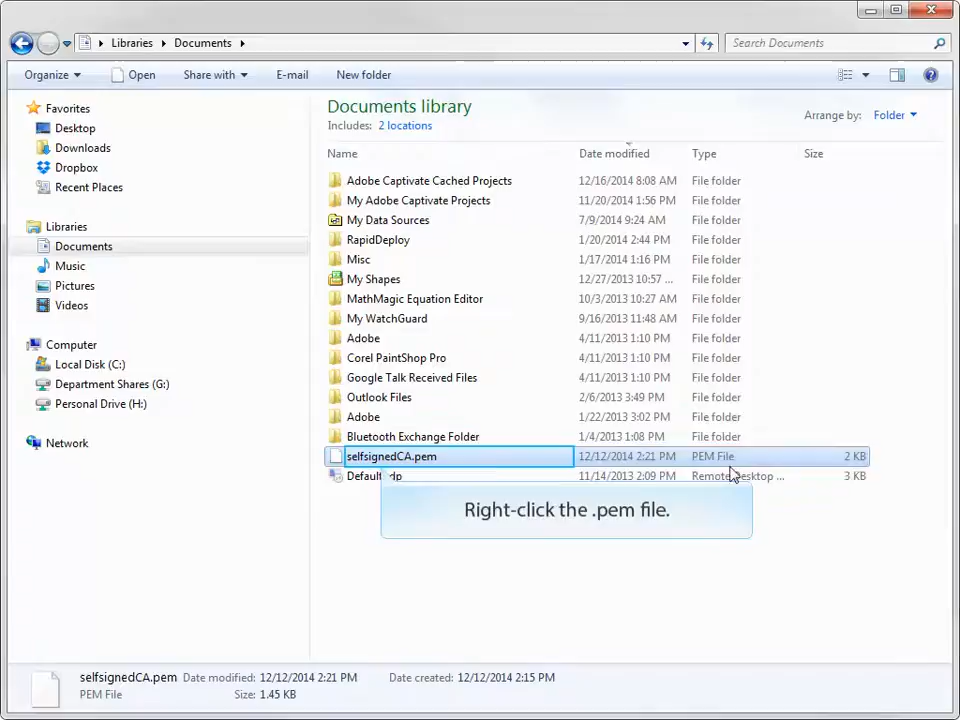 Libraries Documents
Search Documents
Organize Open Share with E-mail New folder
Documents library
Includes: 2 locations
Arrange by: Folder
Name Date modified Type Size
Favorites
Desktop
Downloads
Dropbox
Recent Places
Libraries
Documents
Music
Pictures
Videos
Computer
Local Disk (C:)
Department Shares (G:)
Personal Drive (H:)
Network
Adobe Captivate Cached Projects 12/16/2014 8:08 AM File folder
My Adobe Captivate Projects 11/20/2014 1:56 PM File folder
My Data Sources 7/9/2014 9:24 AM File folder
RapidDeploy 1/20/2014 2:44 PM File folder
Misc 1/17/2014 1:16 PM File folder
My Shapes 12/27/2013 10:57 ... File folder
MathMagic Equation Editor 10/3/2013 10:27 AM File folder
My WatchGuard 9/16/2013 11:48 AM File folder
Adobe 4/11/2013 1:10 PM File folder
Corel PaintShop Pro 4/11/2013 1:10 PM File folder
Google Talk Received Files 4/11/2013 1:10 PM File folder
Outlook Files 2/6/2013 3:49 PM File folder
Adobe 1/22/2013 3:02 PM File folder
Bluetooth Exchange Folder 1/4/2013 1:08 PM File folder
selfsignedCA.pem 12/12/2014 2:21 PM PEM File 2 KB
Default.rdp 11/14/2013 2:09 PM Remote Desktop ... 3 KB
Right-click the .pem file.
selfsignedCA.pem Date modified: 12/12/2014 2:21 PM Date created: 12/12/2014 2:15 PM
PEM File Size: 1.45 KB